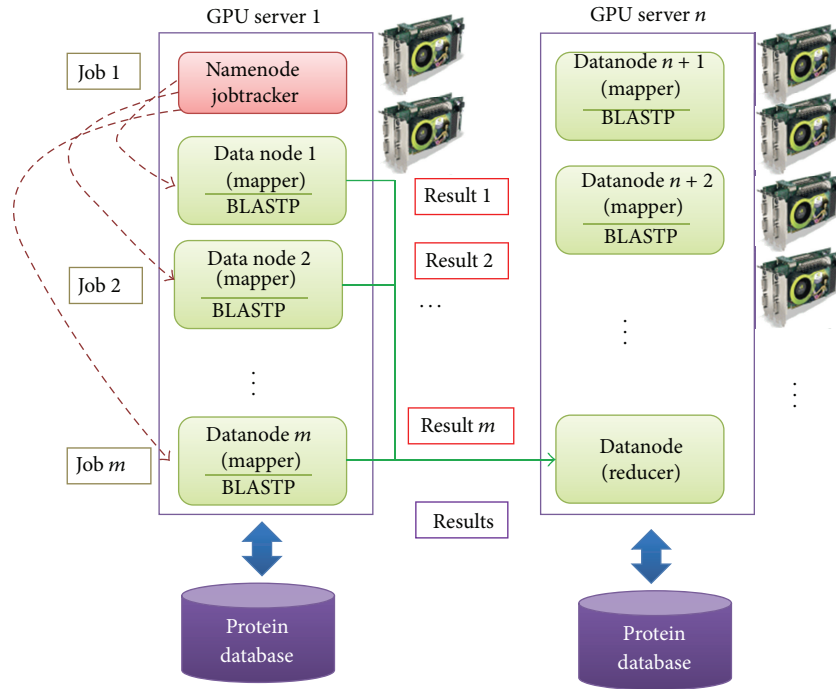 GPU server 1
Job 1
Namenode
jobtracker
Data node 1
(mapper)
BLASTP
Job 2
Data node 2
(mapper)
BLASTP
⋮
Job m
Datanode m
(mapper)
BLASTP
Protein
database
Result 1
Result 2
...
Result m
Results
GPU server n
Datanode n + 1
(mapper)
BLASTP
Datanode n + 2
(mapper)
BLASTP
⋮
⋮
Datanode
(reducer)
Protein
database